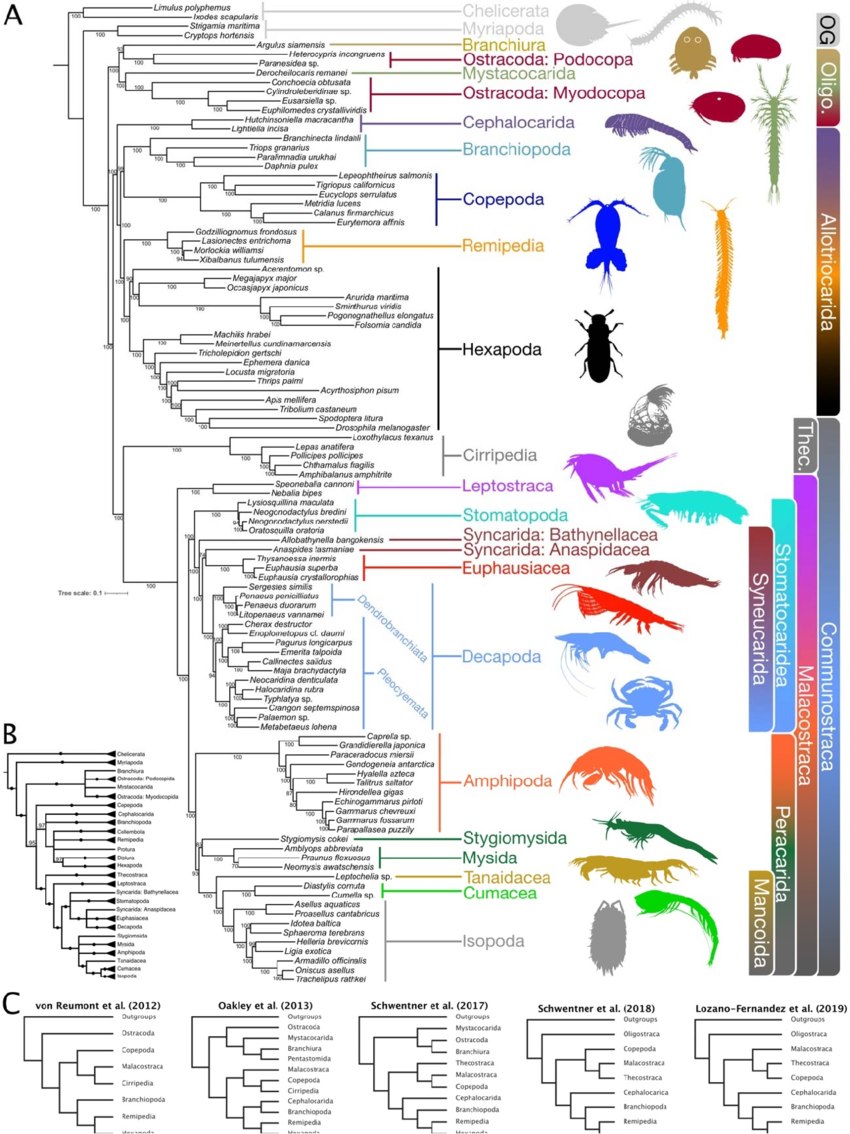 A
Limulus polyphemus
Ixodes scapularis
Strigamia maritima
Cryptops hortensis
Argulus siamensis
Heterocypris incongruens
Paranesidea sp.
Derocheilocaris remanei
Conchoecia obtusata
Cylindroleberidinae sp.
Eusarsiella sp.
Euphilomedes crystallividis
Hutchinsoniella macracantha
Lightiella incisa
Branchinecta lindahli
Triops granarius
Paralimnadia urukhai
Daphnia pulex
Lepeophtheirus salmonis
Tigriopus californicus
Eucyclops serrulatus
Metridia lucens
Calanus finmarchicus
Eurytemora affinis
Godzilliognomus frondosus
Lasionectes entrichoma
Morlockia williamsi
Xibalbanus tulumensis
Acerentomon sp.
Megajapyx major
Occasjapyx japonicus
Anurida maritima
Sminthurus viridis
Pogonegnathellus elongatus
Folsomia candida
Machilis hrabei
Meinertellus cundinamarcensis
Tricholepidion gertschi
Ephemera danica
Locusta migratoria
Thrips palmi
Acyrthosiphon pisum
Apis mellifera
Tribolium castaneum
Spodoptera litura
Drosophila melanogaster
Loxothylacus texanus
Lepas anatifera
Pollicipes pollicipes
Chthamalus fragilis
Amphibalanus amphitrite
Speonebalia cannoni
Nebalia bipes
Lysiosquillina maculata
Neogonodactylus bredini
Neogonodactylus oerstedii
Oratosquilla oratoria
Allobathynella bangokensis
Anaspides tasmaniae
Thysanoessa inermis
Euphausia superba
Euphausia crystallorophias
Sergestes similis
Penaeus penicilliatus
Penaeus duorarum
Litopenaeus vannamei
Cherax destructor
Enoplometopus cf. daumi
Pagurus longicarpus
Emerita talpoida
Callinectes sapidus
Maja brachydactyla
Neocaridina denticulata
Halocaridina rubra
Typhlatya sp.
Crangon septemspinosa
Palaemon sp.
Metabetaeus lohena
Caprella sp.
Grandidierella japonica
Paraceradocus miersii
Gondogeneia antarctica
Hyalella azteca
Talitrus saltator
Hirondellea gigas
Echirogammarus pirloti
Gammarus chevreuxi
Gammarus fossarum
Parapallasea puzzily
Stygiomysis cokei
Amblyops abbreviata
Praunus flexuosus
Neomysis awatschensis
Leptochelia sp.
Diastylis cornuta
Cumella sp.
Asellus aquaticus
Proasellus cantabricus
Idotea baltica
Sphaeroma terebrans
Helleria brevicornis
Ligia exotica
Armadillo officinalis
Oniscus asellus
Trachelipus rathkei
Tree scale: 0.1
Chelicerata
Myriapoda
Branchiura
Ostracoda: Podocopa
Mystacocarida
Ostracoda: Myodocopa
Cephalocarida
Branchiopoda
Copepoda
Remipedia
Hexapoda
Cirripedia
Leptostraca
Stomatopoda
Syncarida: Bathynellacea
Syncarida: Anaspidacea
Euphausiacea
Dendrobranchiata
Pleocyemata
Decapoda
Amphipoda
Stygiomysida
Mysida
Tanaidacea
Cumacea
Isopoda
OG
Oligo.
Allotriocarida
Thec.
Communostraca
Malacostraca
Stomatocaridea
Syneucarida
Peracarida
Mancoida
B
Chelicerata
Myriapoda
Branchiura
Ostracoda: Podocopida
Mystacocarida
Ostracoda: Myodocopida
Copepoda
Cephalocarida
Branchiopoda
Collembola
Remipedia
Protura
Diplura
Hexapoda
Thecostraca
Leptostraca
Syncarida: Bathynellacea
Stomatopoda
Syncarida: Anaspidacea
Euphasiacea
Decapoda
Stygiomysida
Mysida
Amphipoda
Tanaidacea
Cumacea
Isopoda
C
von Reumont et al. (2012)
Outgroups
Ostracoda
Copepoda
Malacostraca
Cirripedia
Branchiopoda
Remipedia
Hexapoda
Oakley et al. (2013)
Outgroups
Ostracoda
Mystacocarida
Branchiura
Pentastomida
Malacostraca
Copepoda
Cirripedia
Cephalocarida
Branchiopoda
Remipedia
Hexapoda
Schwentner et al. (2017)
Outgroups
Mystacocarida
Ostracoda
Branchiura
Thecostraca
Malacostraca
Copepoda
Cephalocarida
Branchiopoda
Remipedia
Schwentner et al. (2018)
Outgroups
Oligostraca
Copepoda
Malacostraca
Thecostraca
Cephalocarica
Branchiopoda
Remipedia
Lozano-Fernandez et al. (2019)
Outgroups
Oligostraca
Malacostraca
Thecostraca
Copepoda
Cephalocarida
Branchiopoda
Remipedia